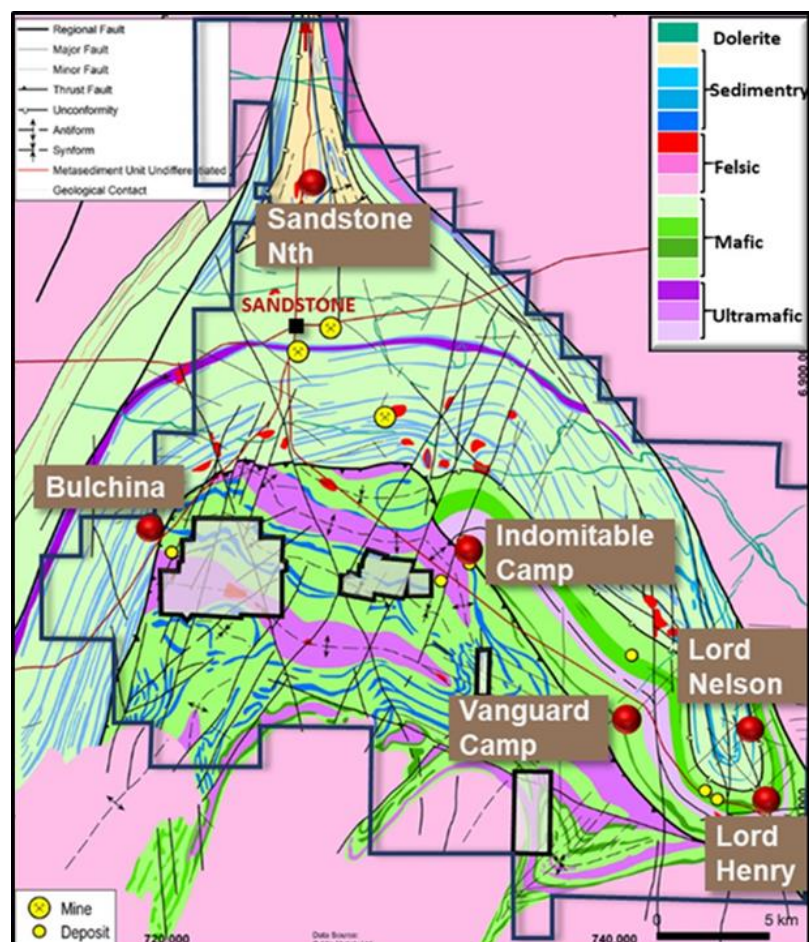 Regional Fault
Major Fault
Minor Fault
Thrust Fault
Unconformity
Antiform
Synform
Metasediment Unit Undifferentiated
Geological Contact
Dolerite
Sedimentry
Felsic
Mafic
Ultramafic
Sandstone
Nth
SANDSTONE
Bulchina
Indomitable
Camp
Lord
Nelson
Vanguard
Camp
Lord
Henry
Mine
Deposit
720,000
Data Source:
740,000
0
5 km